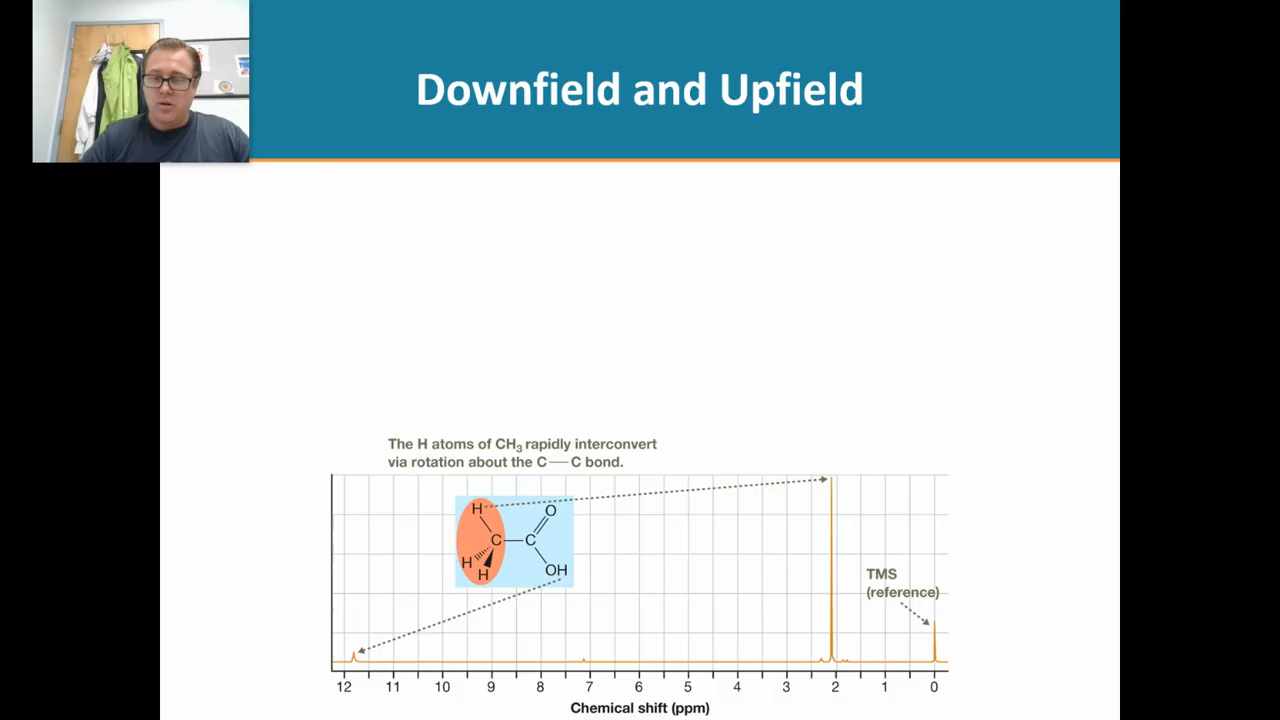 Downfield and Upfield
The H atoms of CH₃ rapidly interconvert
via rotation about the C—C bond.
H
O
C
C
H
H
OH
TMS
(reference)
12 11 10 9 8 7 6 5 4 3 2 1 0
Chemical shift (ppm)